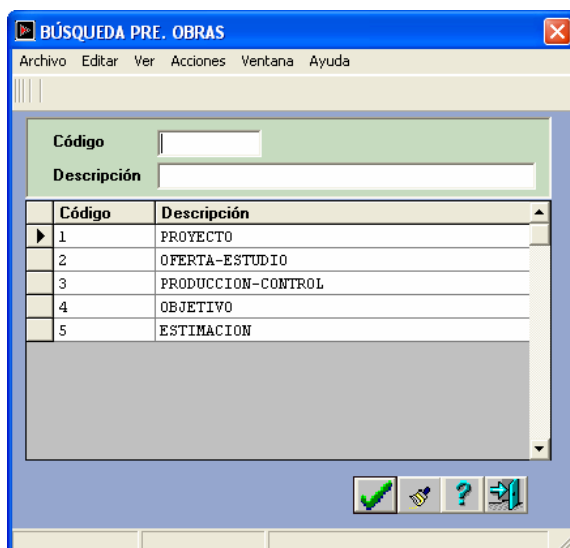 BÚSQUEDA PRE. OBRAS
Archivo Editar Ver Acciones Ventana Ayuda
Código
Descripción
Código Descripción
1 PROYECTO
2 OFERTA-ESTUDIO
3 PRODUCCION-CONTROL
4 OBJETIVO
5 ESTIMACION